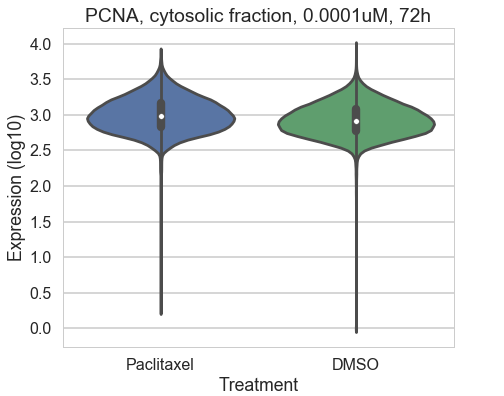 PCNA, cytosolic fraction, 0.0001uM, 72h
4.0
3.5
3.0
2.5
2.0
1.5
1.0
0.5
0.0
Expression (log10)
Paclitaxel
DMSO
Treatment